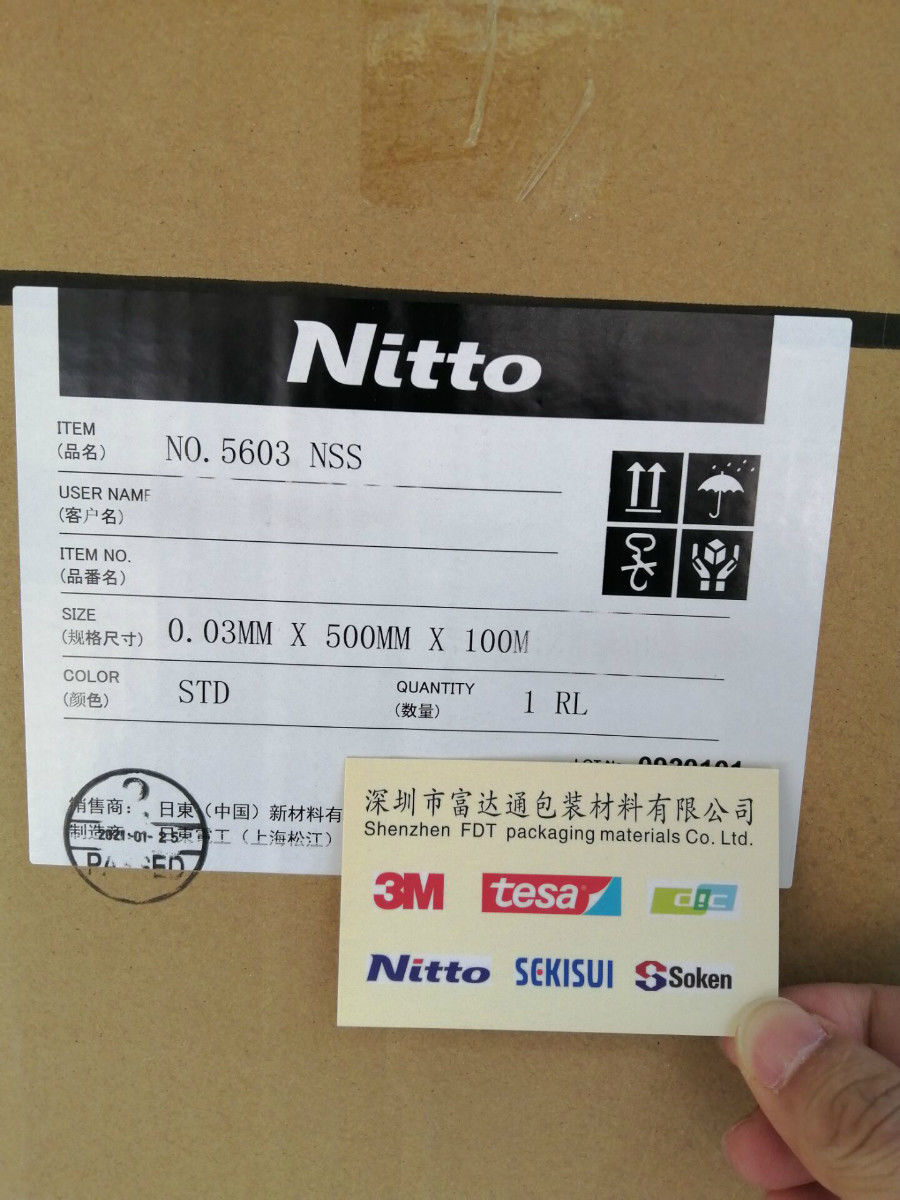 Nitto
ITEM
(品名)
NO. 5603 NSS
USER NAME
(客户名)
ITEM NO.
(品番名)
SIZE
(规格尺寸)
0.03MM X 500MM X 100M
COLOR
(颜色)
STD
QUANTITY
(数量)
1 RL
销售商: 日東（中国）新材料有
制造商 日東電工（上海松江）
2021-01-25
PASSED
深圳市富达通包装材料有限公司
Shenzhen FDT packaging materials Co. Ltd.
3M
tesa
dic
Nitto
SEKISUI
Soken